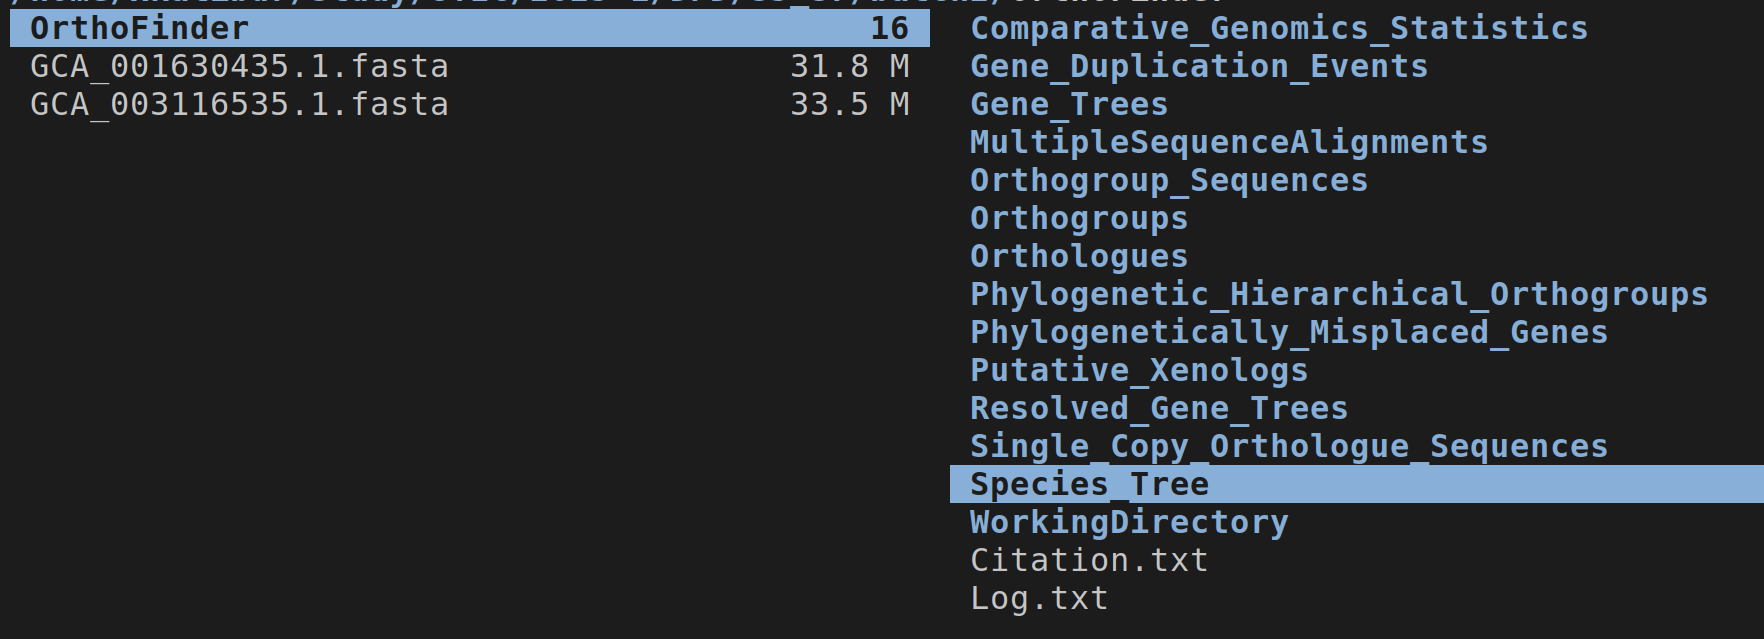 OrthoFinder 16
GCA_001630435.1.fasta 31.8 M
GCA_003116535.1.fasta 33.5 M
Comparative_Genomics_Statistics
Gene_Duplication_Events
Gene_Trees
MultipleSequenceAlignments
Orthogroup_Sequences
Orthogroups
Orthologues
Phylogenetic_Hierarchical_Orthogroups
Phylogenetically_Misplaced_Genes
Putative_Xenologs
Resolved_Gene_Trees
Single_Copy_Orthologue_Sequences
Species_Tree
WorkingDirectory
Citation.txt
Log.txt